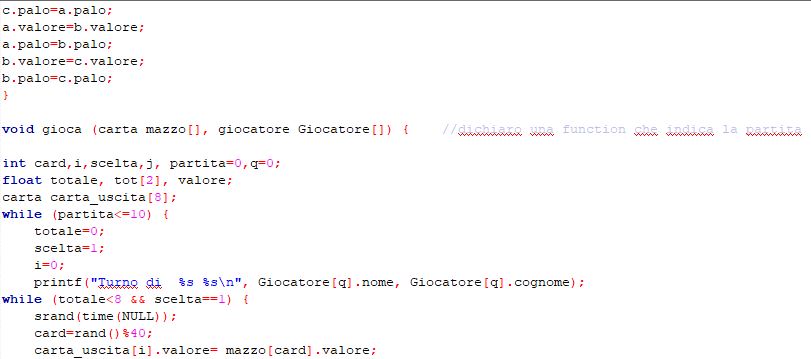 c.palo=a.palo;
a.valore=b.valore;
a.palo=b.palo;
b.valore=c.valore;
b.palo=c.palo;
}
void gioca (carta mazzo[], giocatore Giocatore[]) { //dichiaro una function che indica la partita
int card,i,scelta,j, partita=0,q=0;
float totale, tot[2], valore;
carta carta_uscita[8];
while (partita<=10) {
totale=0;
scelta=1;
i=0;
printf("Turno di  %s %s\n", Giocatore[q].nome, Giocatore[q].cognome);
while (totale<8 && scelta==1) {
srand(time(NULL));
card=rand()%40;
carta_uscita[i].valore= mazzo[card].valore;